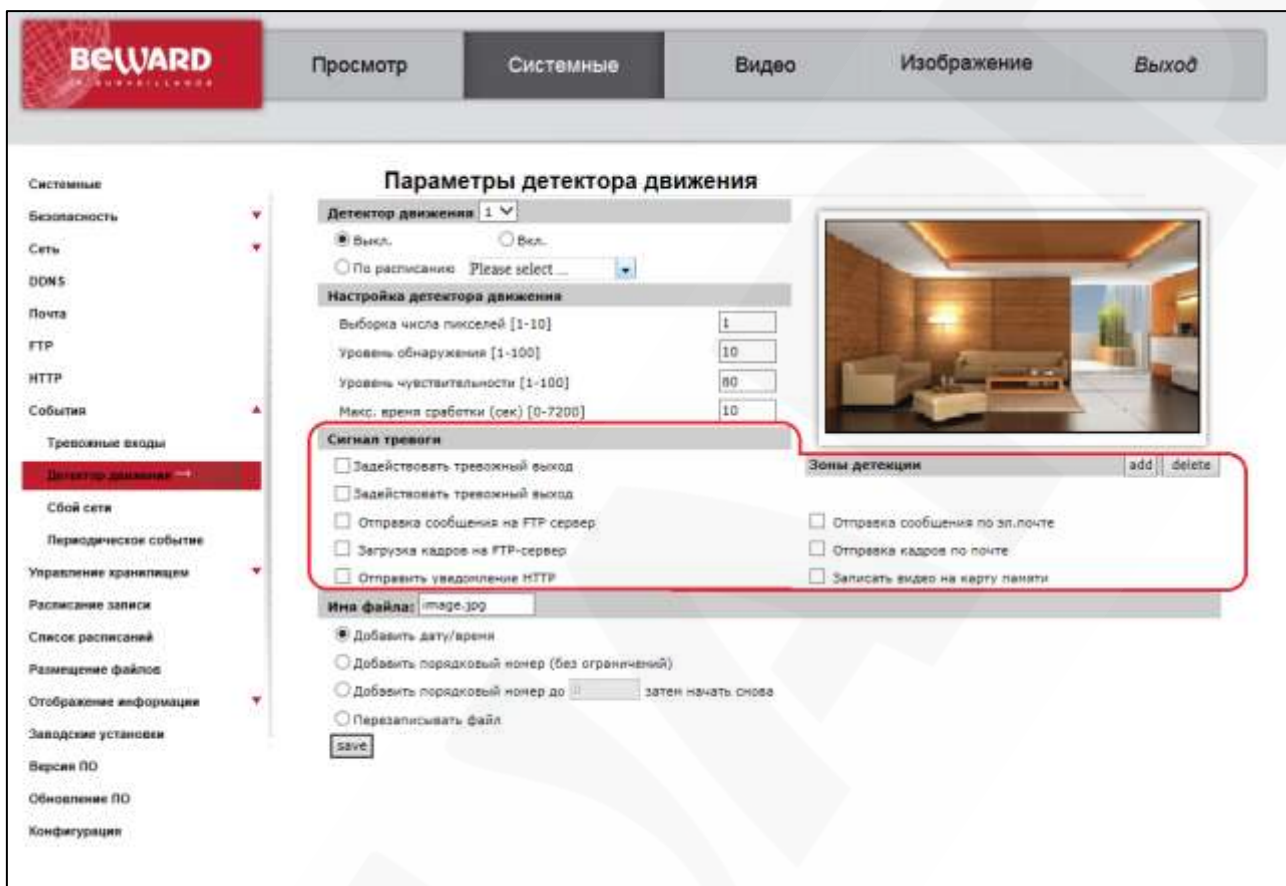 BEWARD
Просмотр
Системные
Видео
Изображение
Выход
Системные
Безопасность
Сеть
DDNS
Почта
FTP
HTTP
События
Тревожные входы
Детектор движения
Сбой сети
Периодическое событие
Управление хранилищем
Расписание записи
Список расписаний
Размещение файлов
Отображение информации
Заводские установки
Версия ПО
Обновление ПО
Конфигурация
Параметры детектора движения
Детектор движения 1
Выкл. Вкл.
По расписанию Please select ...
Настройка детектора движения
Выборка числа пикселей [1-10] 1
Уровень обнаружения [1-100] 10
Уровень чувствительности [1-100] 80
Макс. время сработки (сек) [0-7200] 10
Сигнал тревоги
Задействовать тревожный выход
Зоны детекции add delete
Задействовать тревожный выход
Отправка сообщения на FTP сервер
Отправка сообщения по эл.почте
Загрузка кадров на FTP-сервер
Отправка кадров по почте
Отправить уведомление HTTP
Записать видео на карту памяти
Имя файла: image.jpg
Добавить дату/время
Добавить порядковый номер (без ограничений)
Добавить порядковый номер до 0 затем начать снова
Перезаписывать файл
save